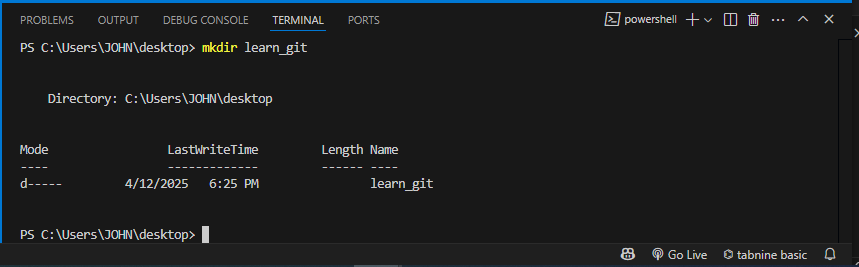 PROBLEMS OUTPUT DEBUG CONSOLE TERMINAL PORTS powershell
PS C:\Users\JOHN\desktop> mkdir learn_git
Directory: C:\Users\JOHN\desktop
Mode LastWriteTime Length Name
---- ------------- ------ ----
d----- 4/12/2025 6:25 PM learn_git
PS C:\Users\JOHN\desktop>
Go Live tabnine basic